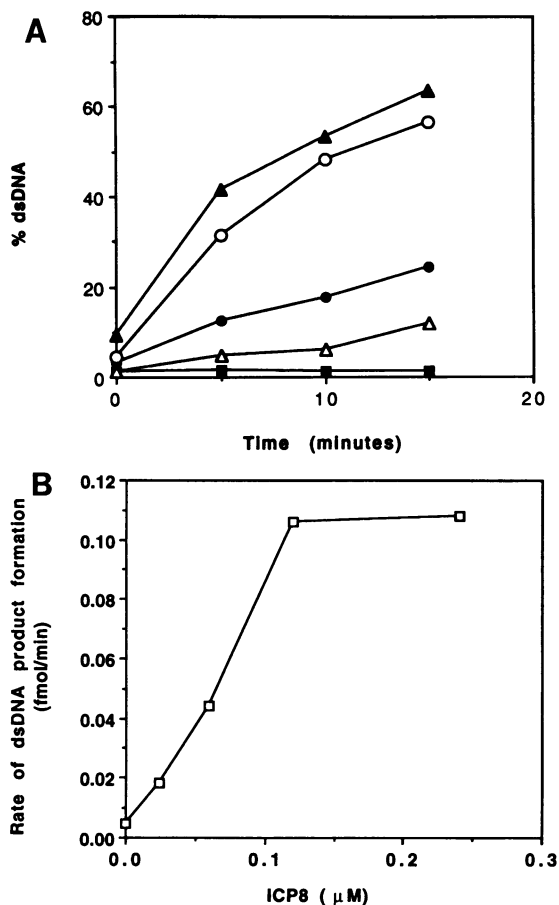 A
80
60
40
20
0
% dsDNA
0
10
20
Time (minutes)
B
0.12
0.10
0.08
0.06
0.04
0.02
0.00
Rate of dsDNA product formation
(fmol/min)
0.0
0.1
0.2
0.3
ICP8 ( μM)